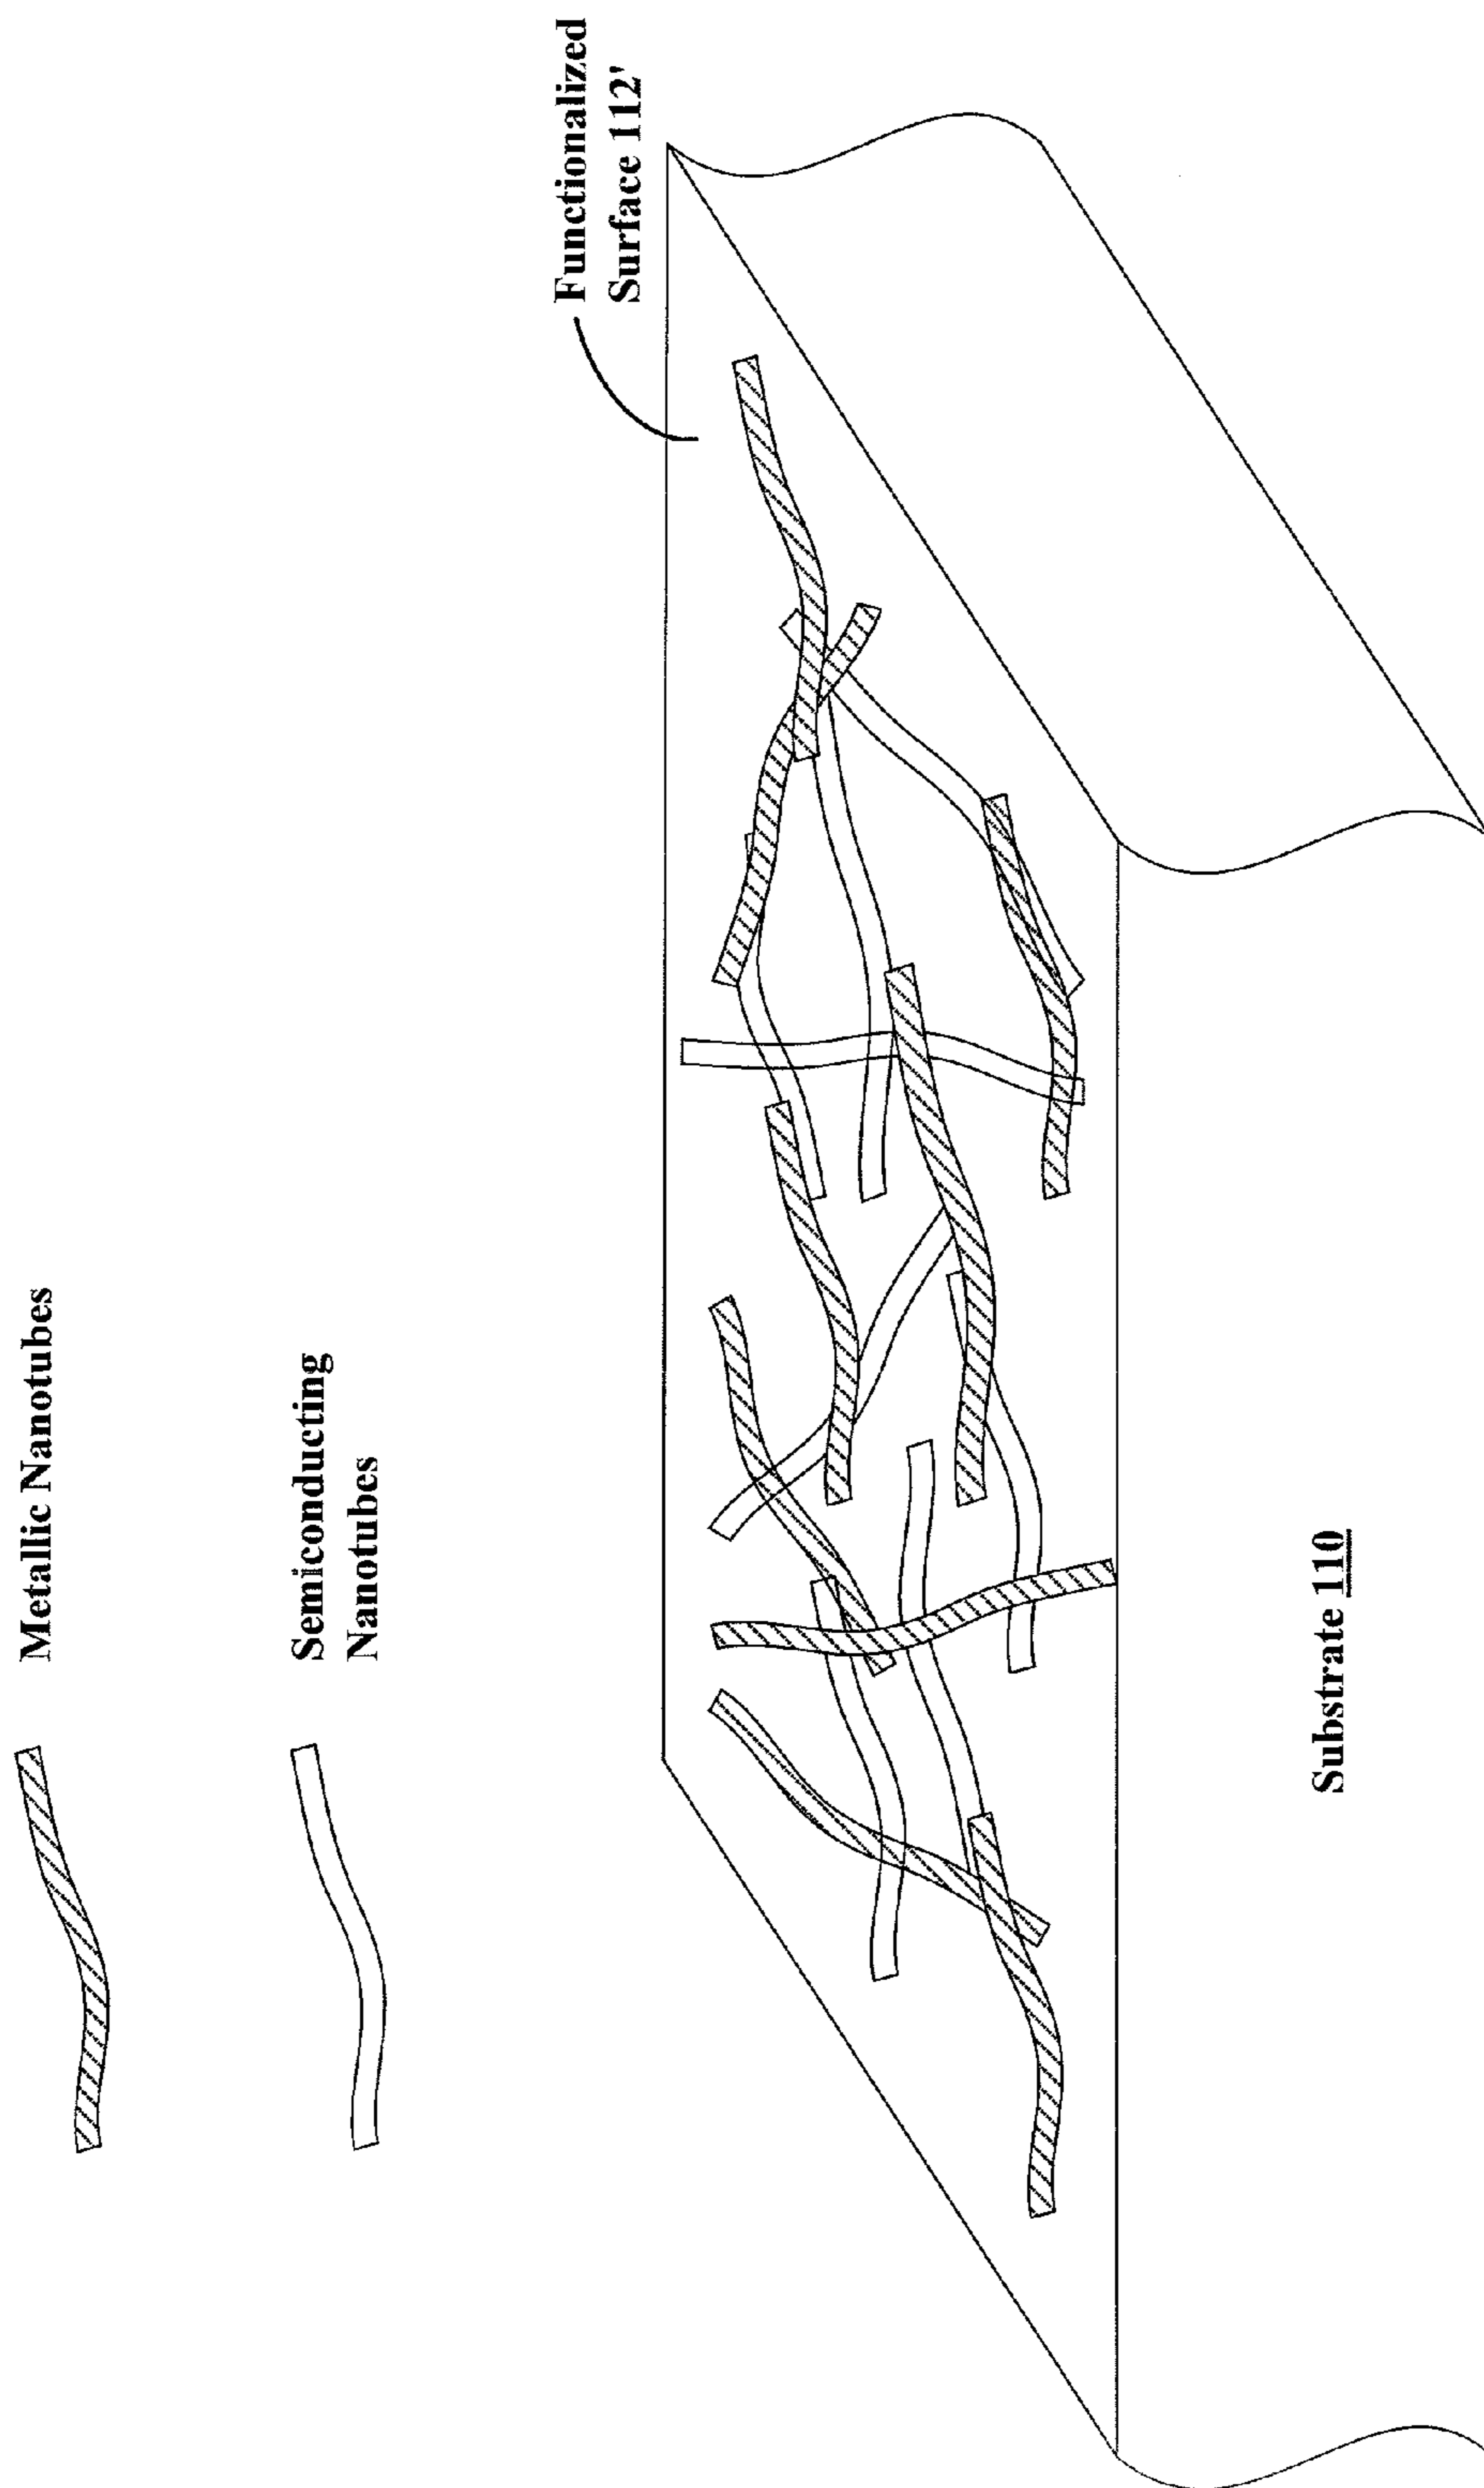 Metallic Nanotubes
Semiconducting
Nanotubes
Functionalized
Surface 112'
Substrate 110